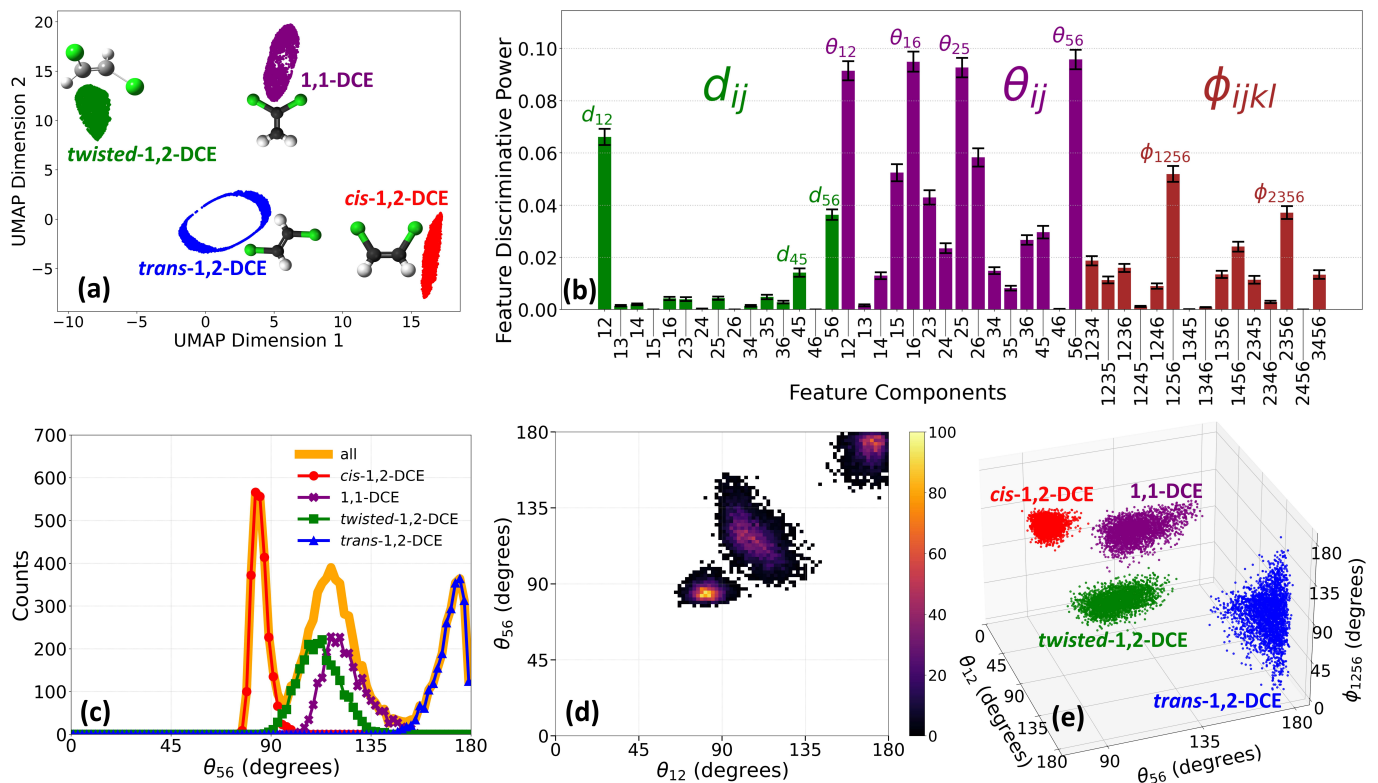 20
15
10
5
0
−5
−10
−5
0
5
10
15
UMAP Dimension 2
UMAP Dimension 1
1,1-DCE
twisted-1,2-DCE
cis-1,2-DCE
trans-1,2-DCE
(a)
Feature Discriminative Power
0.10
0.08
0.06
0.04
0.02
0.00
d12
d45
d56
dij
θ12
θ16
θ25
θ56
θij
ϕ1256
ϕ2356
ϕijkl
(b)
12
13
14
15
16
23
24
25
26
34
35
36
45
46
56
12
13
14
15
16
23
24
25
26
34
35
36
45
46
56
1234
1235
1236
1245
1246
1256
1345
1346
1356
1456
2345
2346
2356
2456
3456
Feature Components
700
600
500
400
300
200
100
0
Counts
all
cis-1,2-DCE
1,1-DCE
twisted-1,2-DCE
trans-1,2-DCE
(c)
0
45
90
135
180
θ56 (degrees)
180
135
90
45
0
θ56 (degrees)
(d)
0
45
90
135
180
θ12 (degrees)
100
80
60
40
20
0
cis-1,2-DCE
1,1-DCE
twisted-1,2-DCE
trans-1,2-DCE
(e)
0
45
90
135
180
θ12 (degrees)
90
135
180
θ56 (degrees)
180
135
90
45
0
ϕ1256 (degrees)